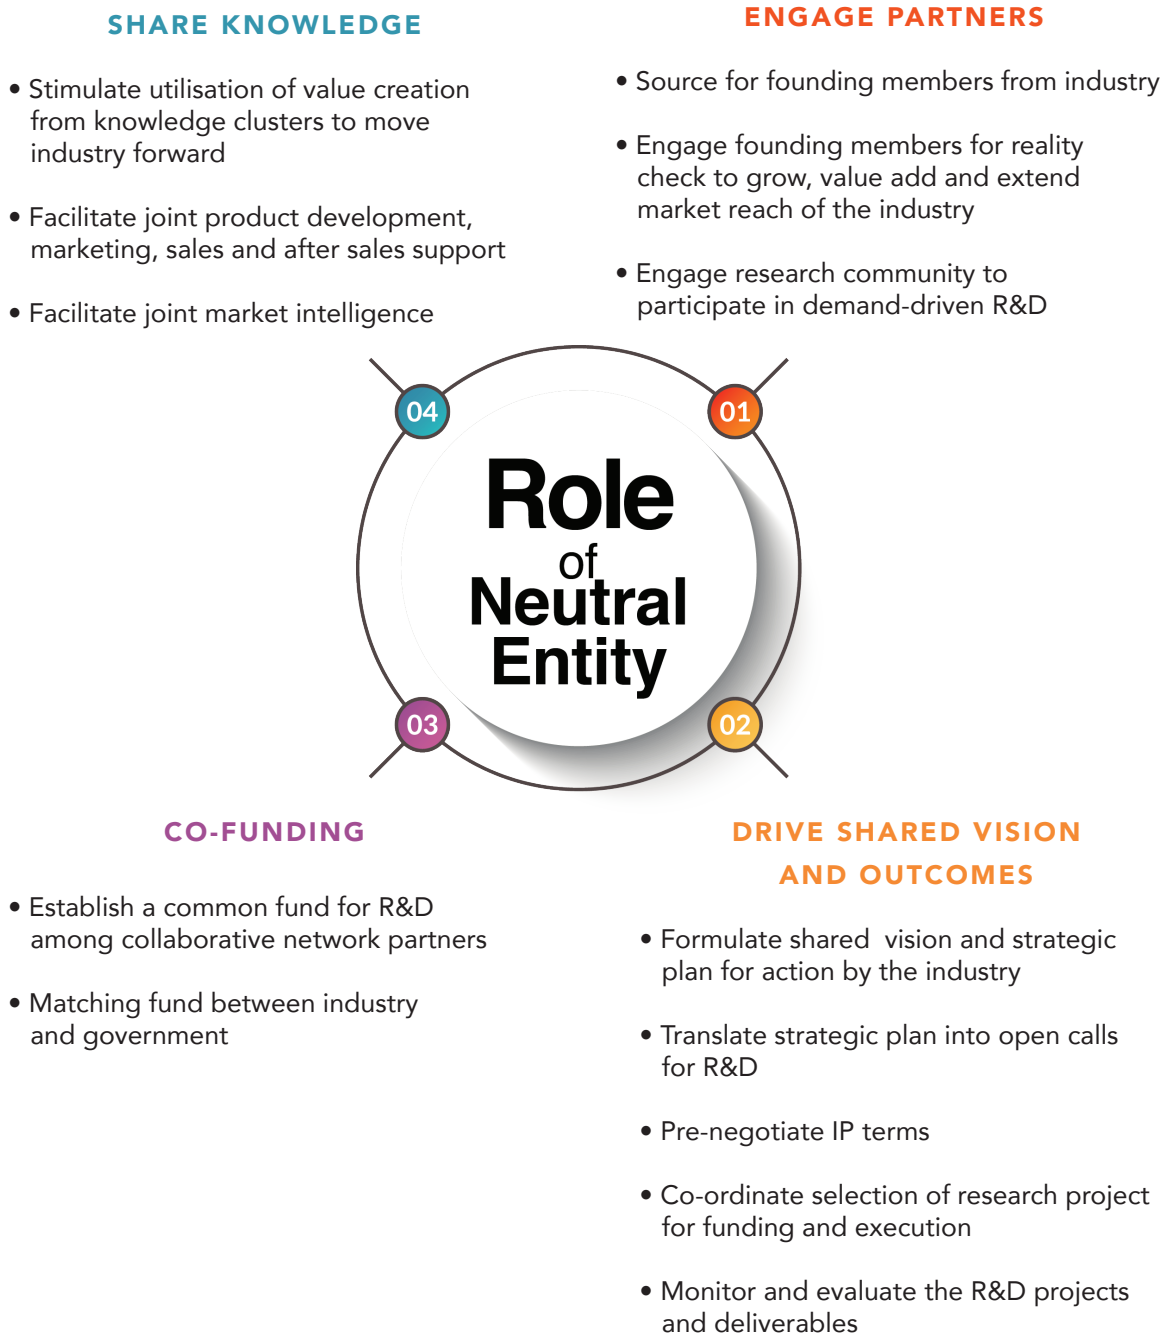 SHARE KNOWLEDGE
• Stimulate utilisation of value creation
from knowledge clusters to move
industry forward
• Facilitate joint product development,
marketing, sales and after sales support
• Facilitate joint market intelligence
ENGAGE PARTNERS
• Source for founding members from industry
• Engage founding members for reality
check to grow, value add and extend
market reach of the industry
• Engage research community to
participate in demand-driven R&D
04
01
Role
of
Neutral
Entity
03
02
CO-FUNDING
• Establish a common fund for R&D
among collaborative network partners
• Matching fund between industry
and government
DRIVE SHARED VISION
AND OUTCOMES
• Formulate shared  vision and strategic
plan for action by the industry
• Translate strategic plan into open calls
for R&D
• Pre-negotiate IP terms
• Co-ordinate selection of research project
for funding and execution
• Monitor and evaluate the R&D projects
and deliverables